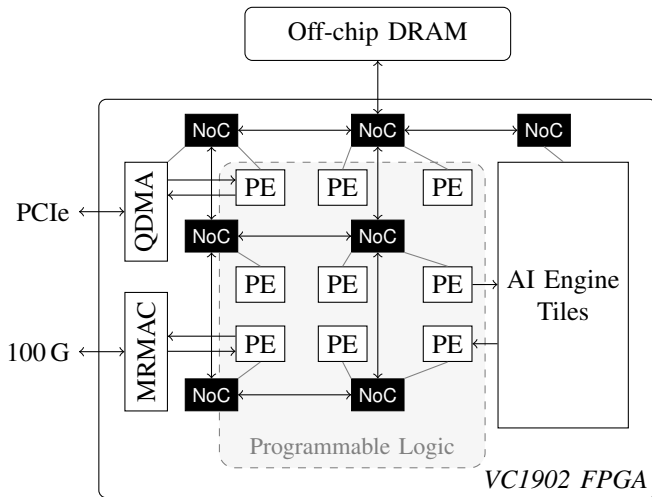 Off-chip DRAM
NoC
NoC
NoC
PE
PE
PE
QDMA
PCIe
NoC
NoC
PE
PE
PE
AI Engine
Tiles
MRMAC
100 G
PE
PE
PE
NoC
NoC
Programmable Logic
VC1902 FPGA